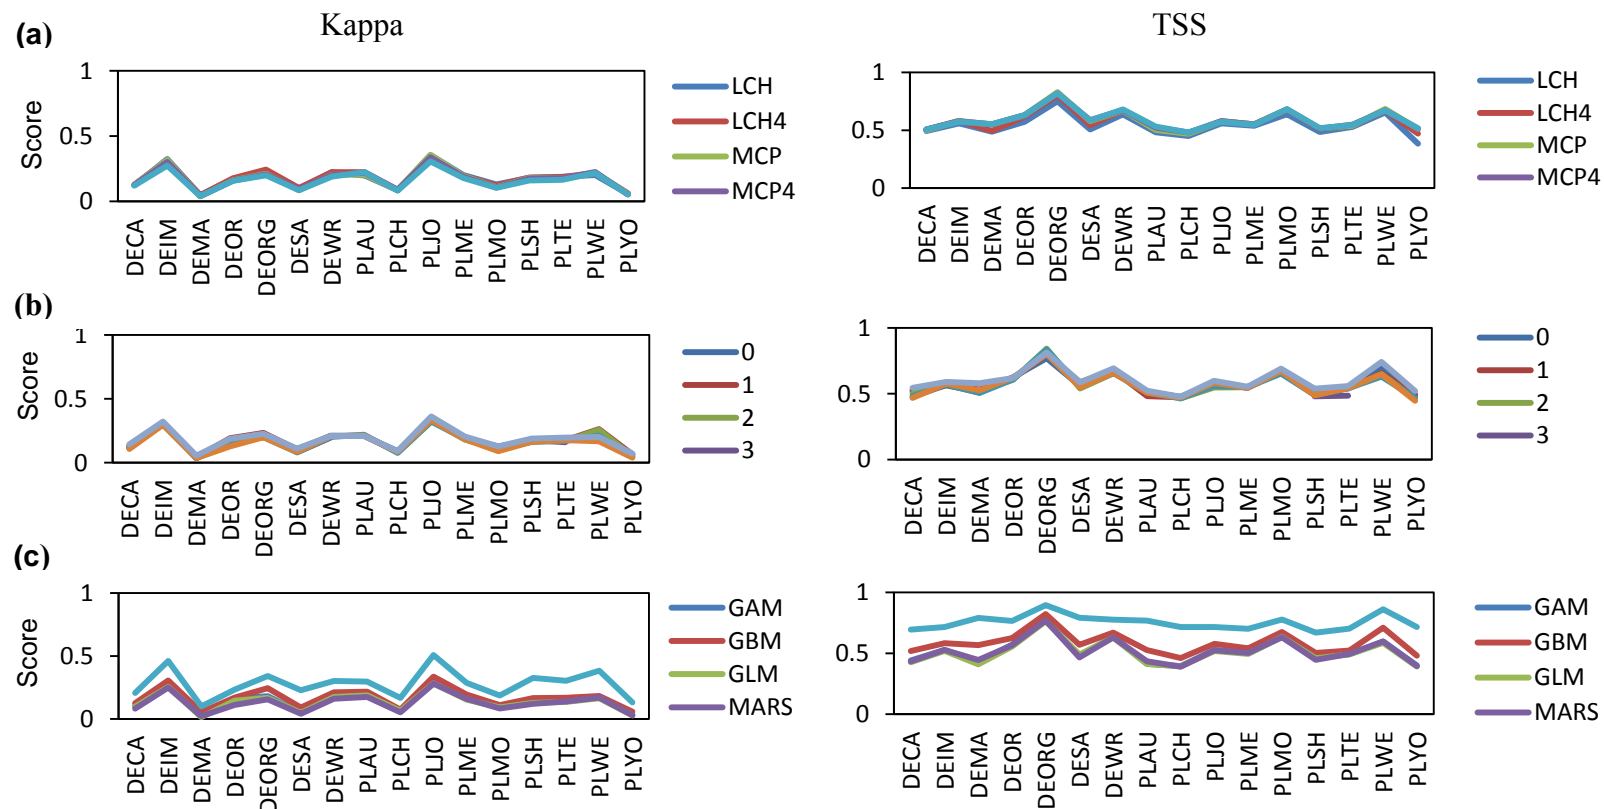 (a) Kappa TSS
1
0.5
0
Score
LCH
LCH4
MCP
MCP4
DECA DEIM DEMA DEOR DEORG DESA DEWR PLAU PLCH PLJO PLME PLMO PLSH PLTE PLWE PLYO
1
0.5
0
LCH
LCH4
MCP
MCP4
DECA DEIM DEMA DEOR DEORG DESA DEWR PLAU PLCH PLJO PLME PLMO PLSH PLTE PLWE PLYO
(b)
1
0.5
0
Score
0
1
2
3
DECA DEIM DEMA DEOR DEORG DESA DEWR PLAU PLCH PLJO PLME PLMO PLSH PLTE PLWE PLYO
1
0.5
0
0
1
2
3
DECA DEIM DEMA DEOR DEORG DESA DEWR PLAU PLCH PLJO PLME PLMO PLSH PLTE PLWE PLYO
(c)
1
0.5
0
Score
GAM
GBM
GLM
MARS
DECA DEIM DEMA DEOR DEORG DESA DEWR PLAU PLCH PLJO PLME PLMO PLSH PLTE PLWE PLYO
1
0.5
0
GAM
GBM
GLM
MARS
DECA DEIM DEMA DEOR DEORG DESA DEWR PLAU PLCH PLJO PLME PLMO PLSH PLTE PLWE PLYO